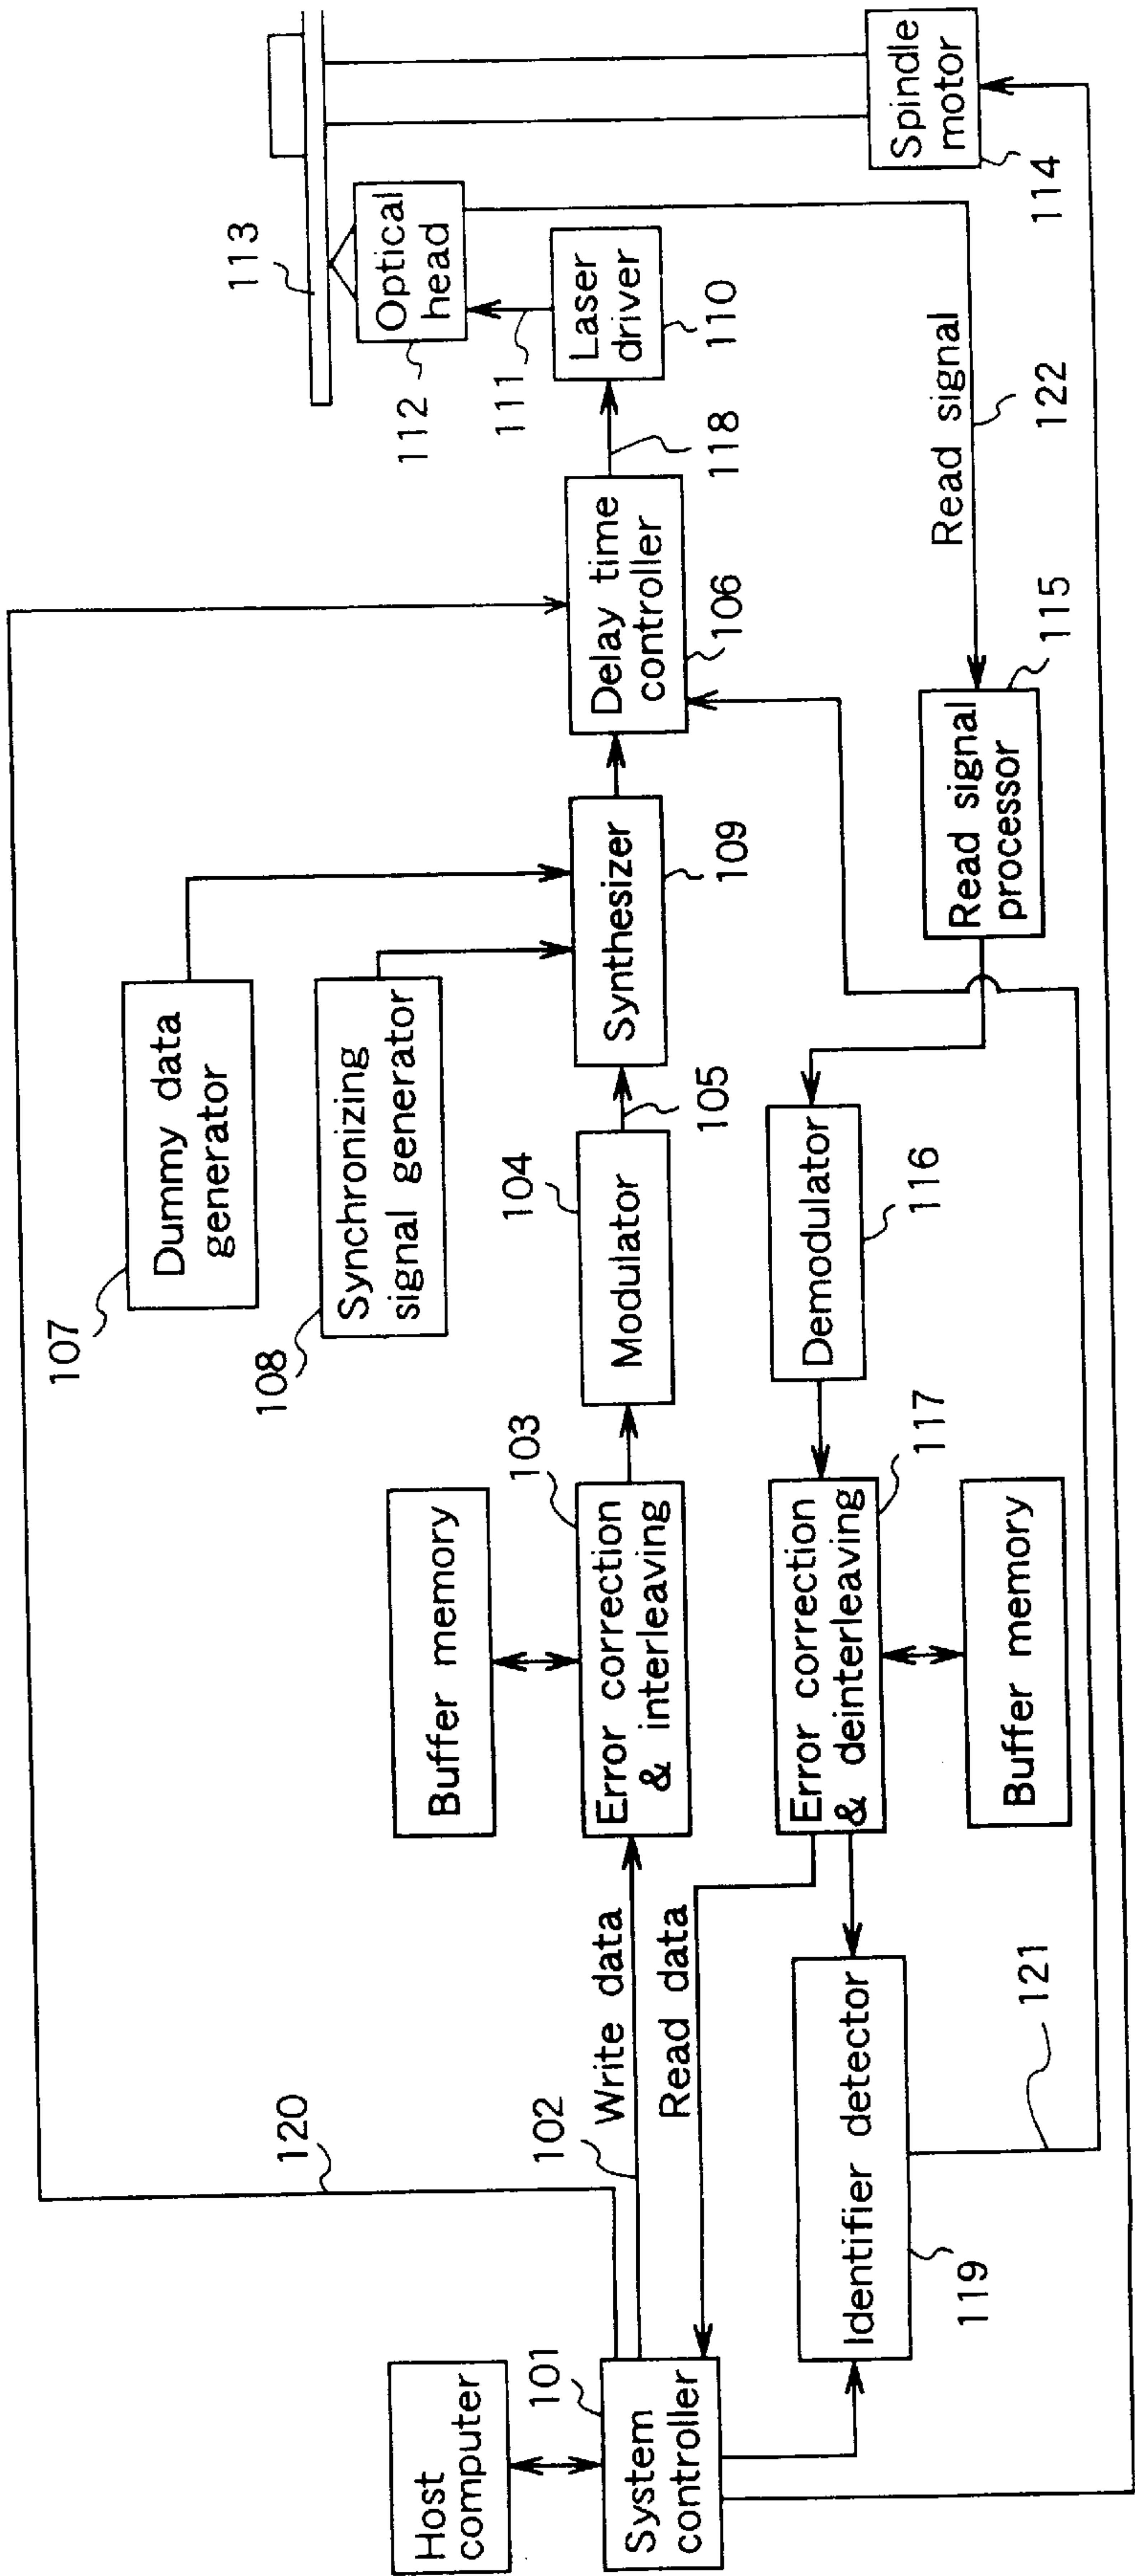 120
107
Dummy data
generator
108
Synchronizing
signal generator
113
Host
computer
Buffer memory
112
Optical
head
111
Spindle
motor
114
101
System
controller
102
Write data
Read data
103
Error correction
& interleaving
104
Modulator
105
Synthesizer
109
Delay time
controller
106
118
Laser
driver
110
Identifier detector
119
121
Error correction
& deinterleaving
117
Demodulator
116
Read signal
processor
115
Read signal
122
Buffer memory